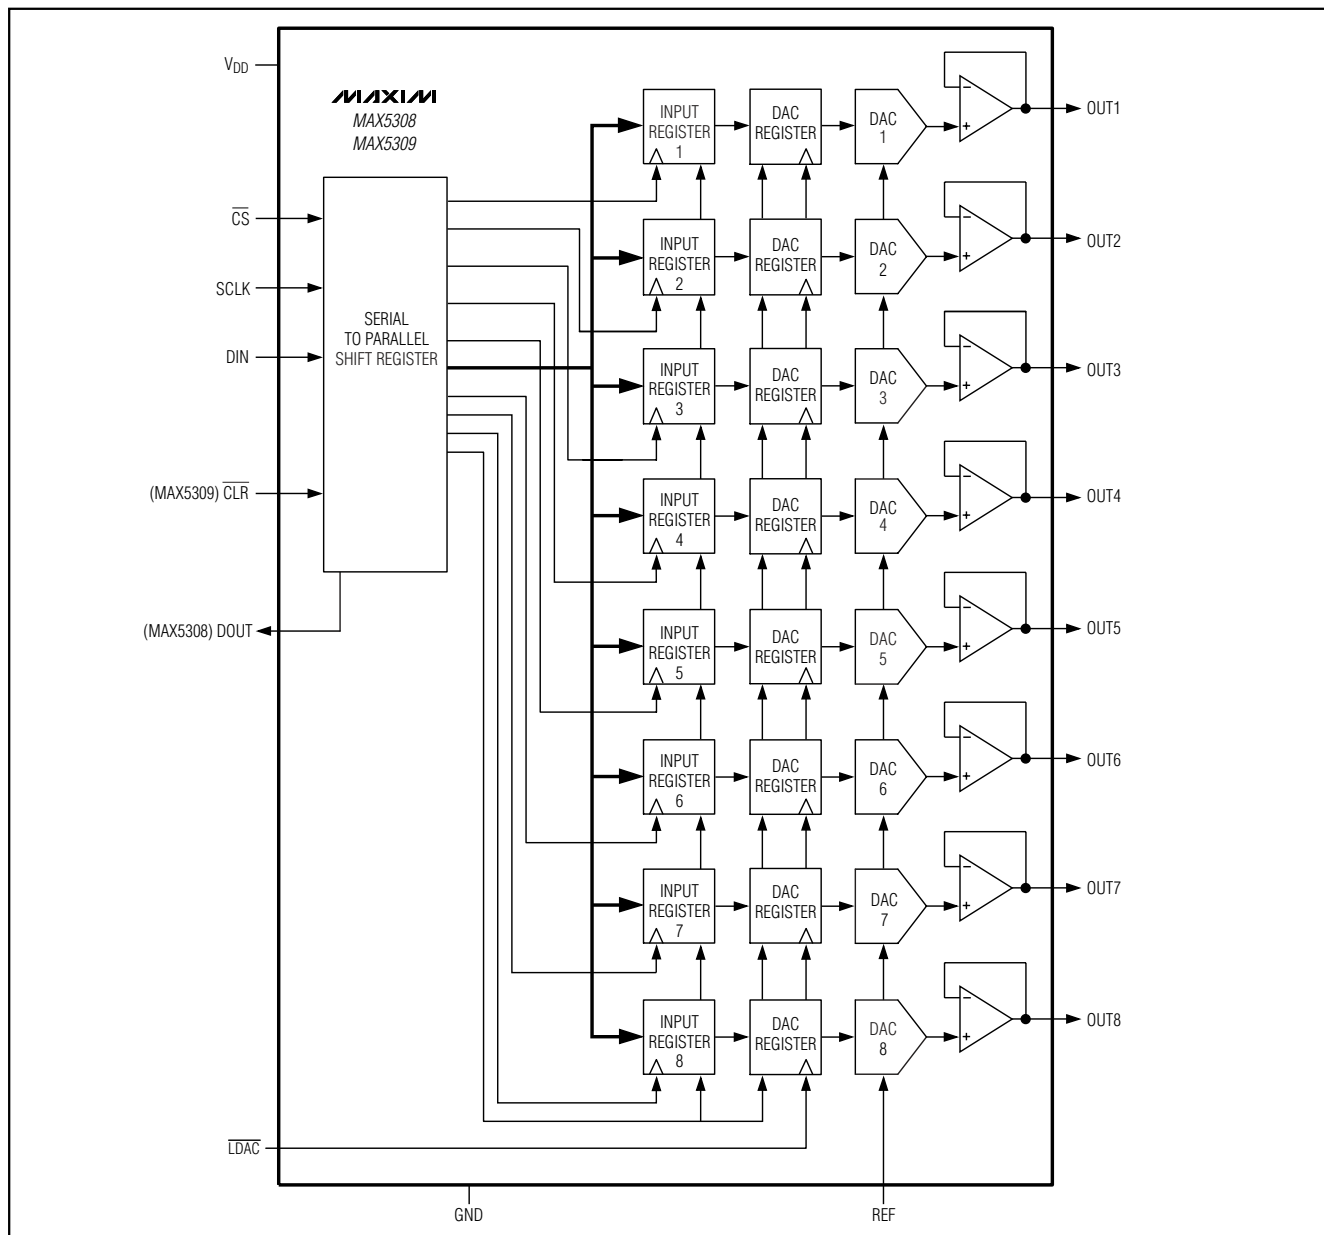 VDD
MAXIM
MAX5308
MAX5309
CS
SCLK
DIN
(MAX5309) CLR
(MAX5308) DOUT
LDAC
GND
REF
SERIAL
TO PARALLEL
SHIFT REGISTER
INPUT
REGISTER
1
DAC
REGISTER
DAC
1
OUT1
INPUT
REGISTER
2
DAC
REGISTER
DAC
2
OUT2
INPUT
REGISTER
3
DAC
REGISTER
DAC
3
OUT3
INPUT
REGISTER
4
DAC
REGISTER
DAC
4
OUT4
INPUT
REGISTER
5
DAC
REGISTER
DAC
5
OUT5
INPUT
REGISTER
6
DAC
REGISTER
DAC
6
OUT6
INPUT
REGISTER
7
DAC
REGISTER
DAC
7
OUT7
INPUT
REGISTER
8
DAC
REGISTER
DAC
8
OUT8